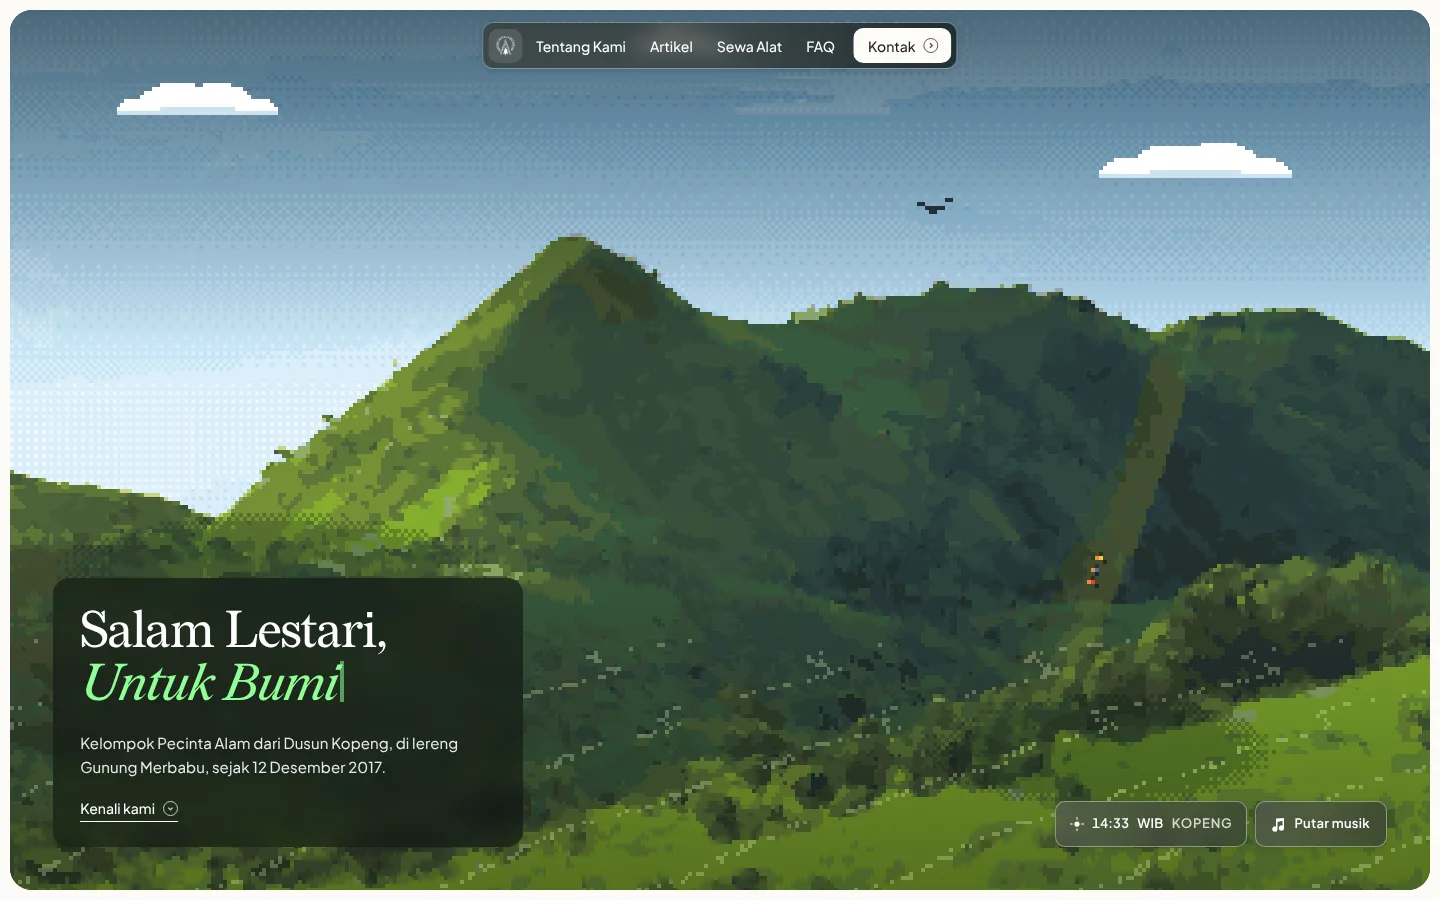 Tentang Kami
Artikel
Sewa Alat
FAQ
Kontak
Salam Lestari,
Untuk Bumi
Kelompok Pecinta Alam dari Dusun Kopeng, di lereng
Gunung Merbabu, sejak 12 Desember 2017.
Kenali kami
14:33 WIB KOPENG
Putar musik